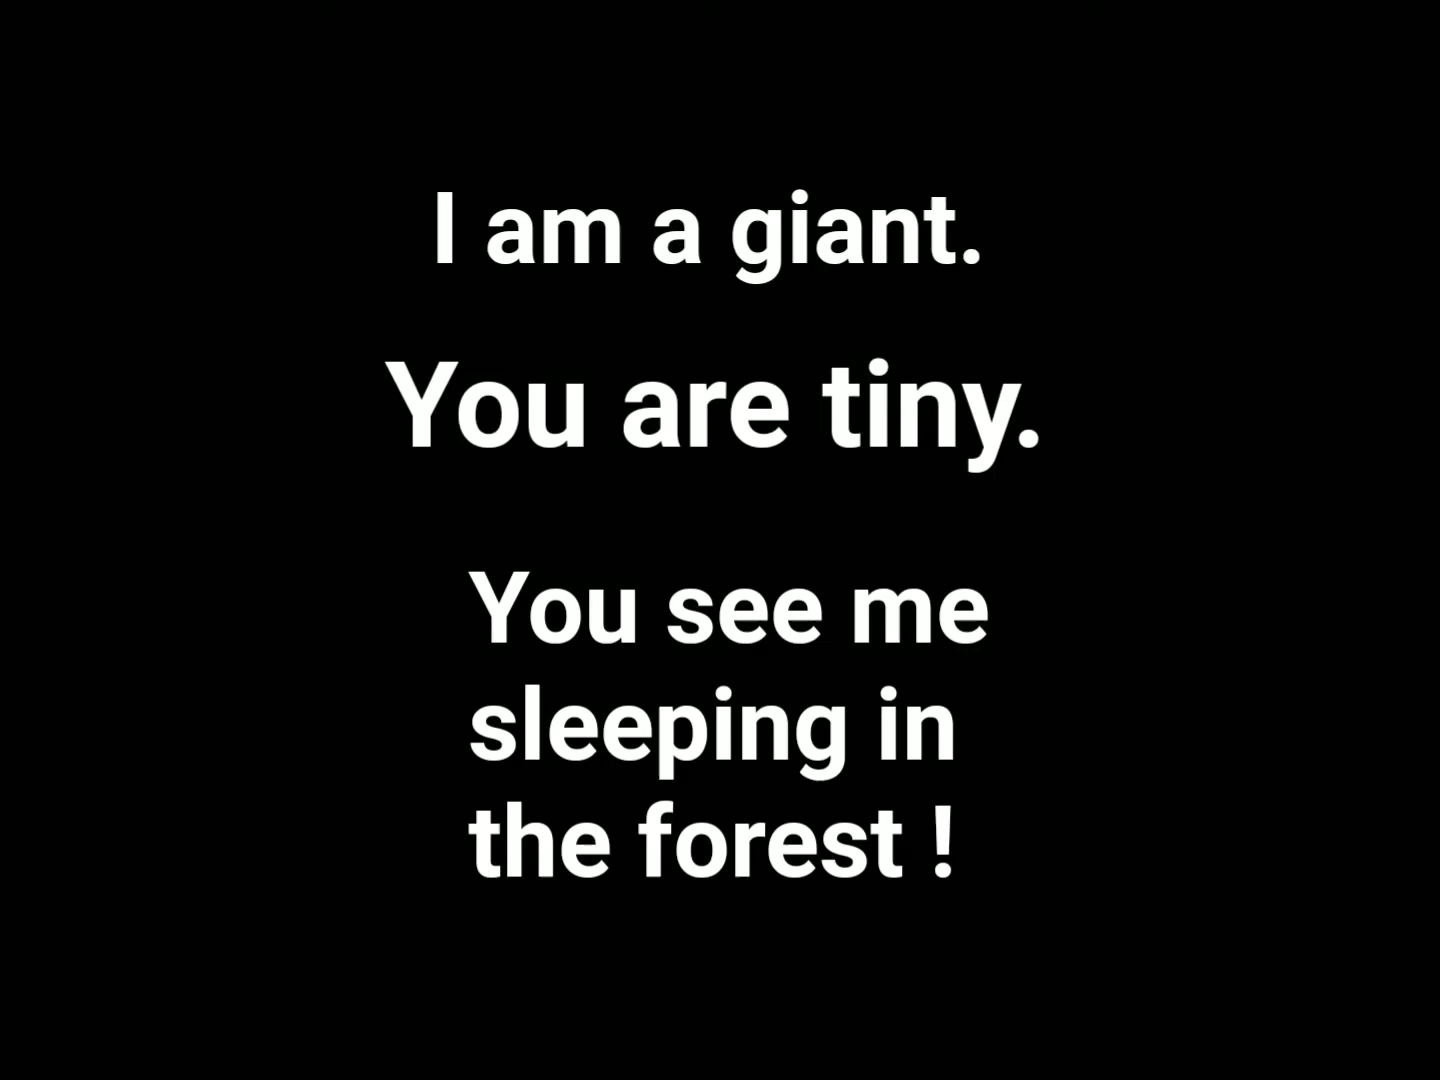 I am a giant.
You are tiny.
You see me
sleeping in
the forest !